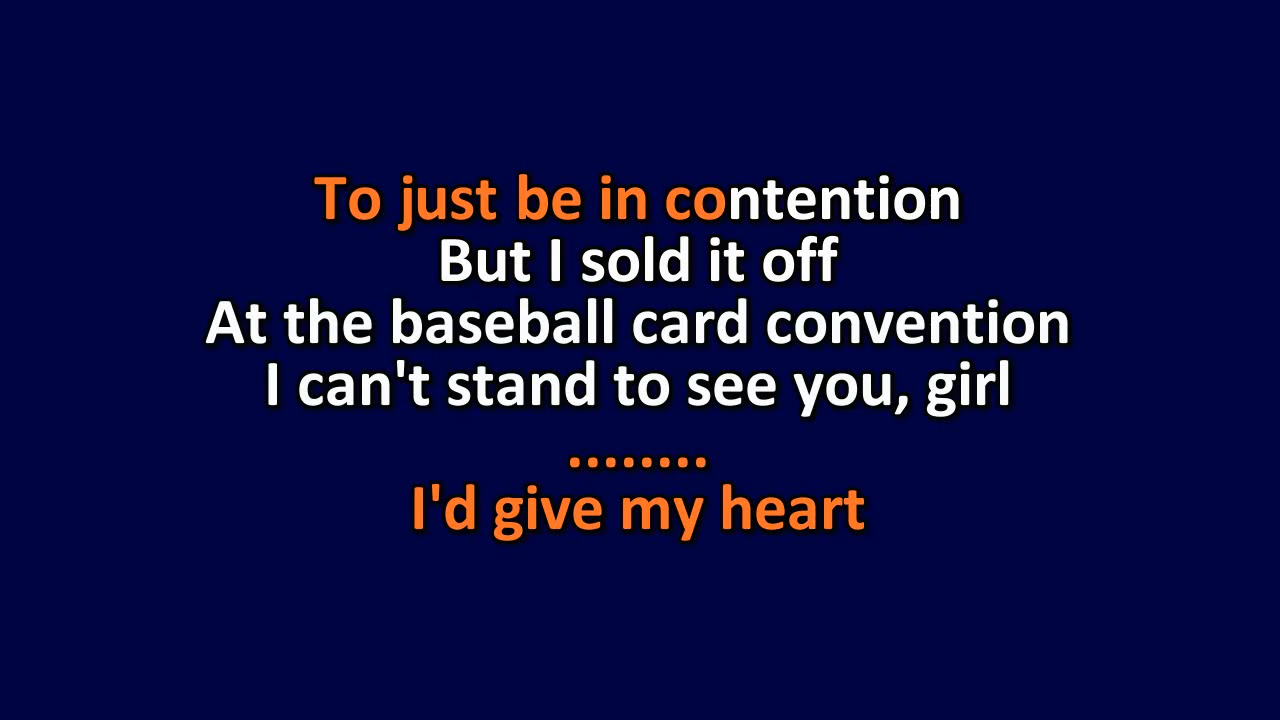 To just be in contention
But I sold it off
At the baseball card convention
I can't stand to see you, girl
........
I'd give my heart